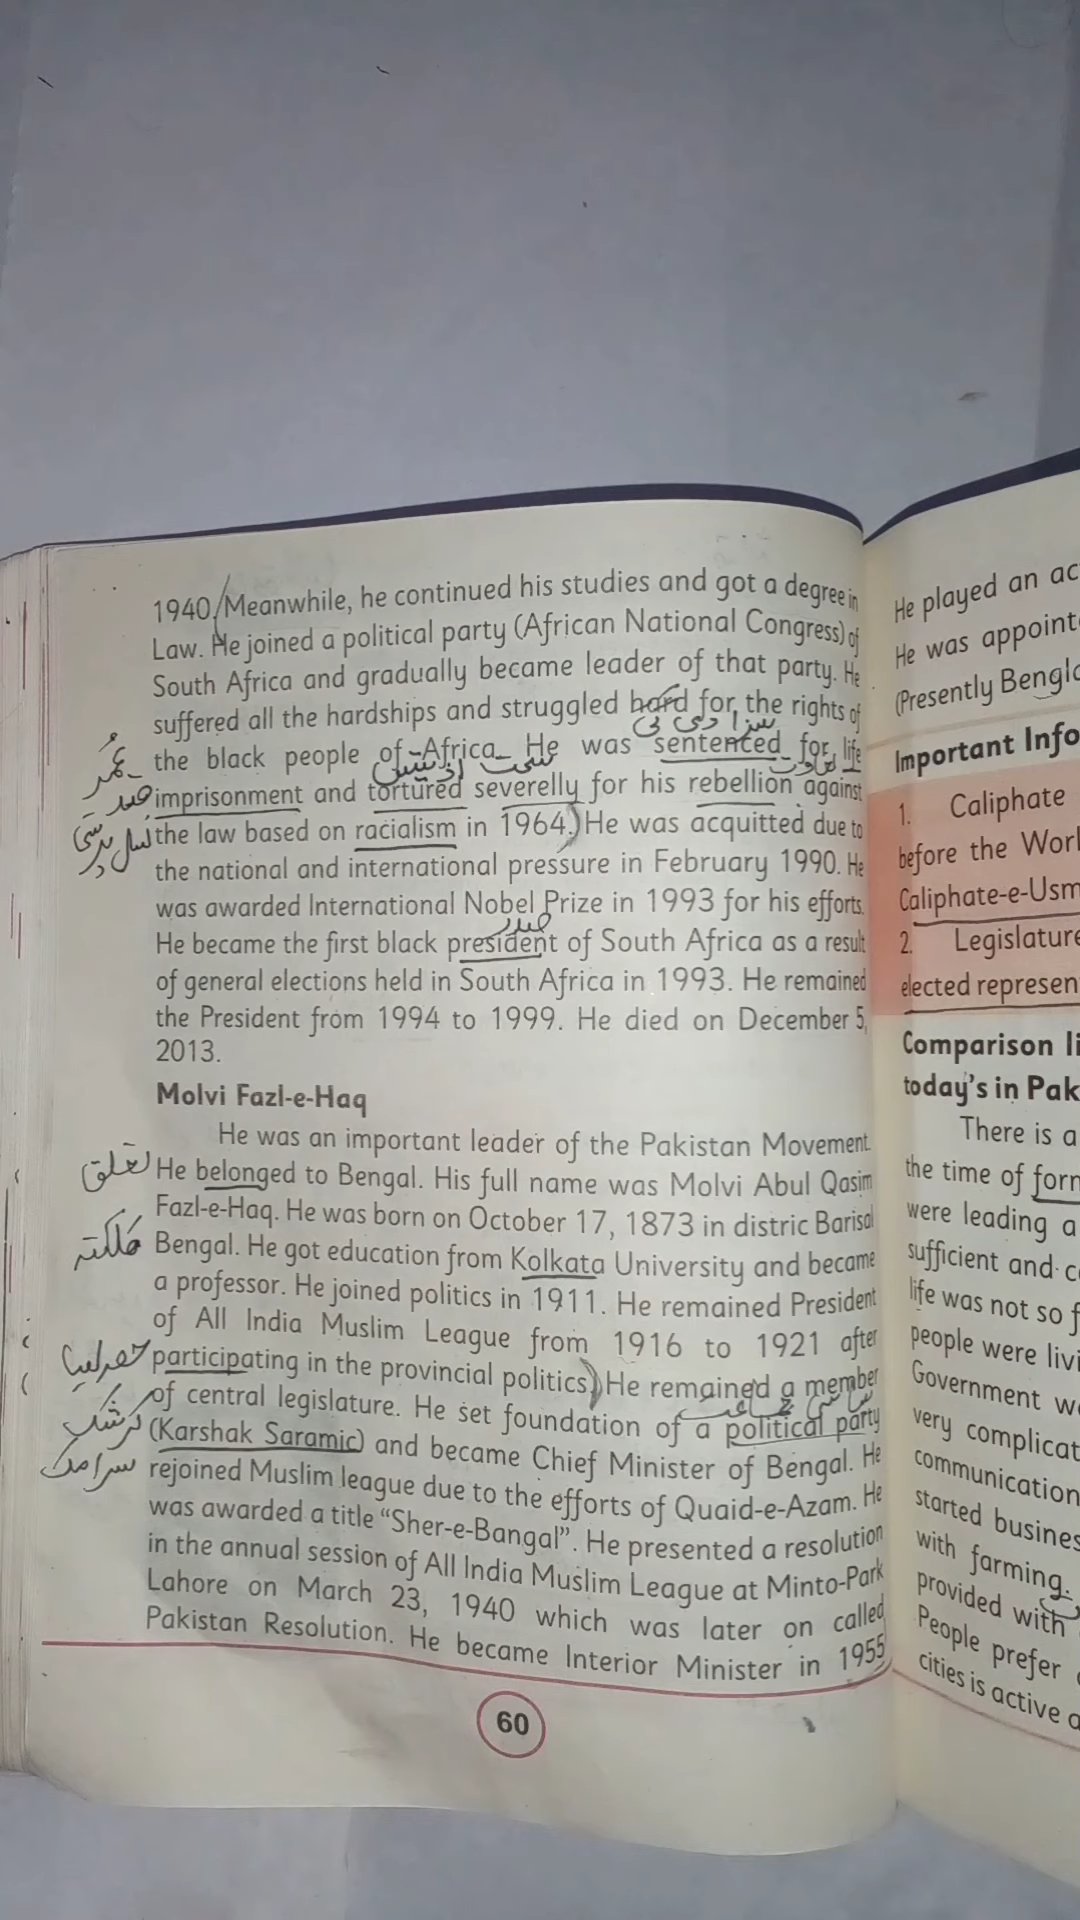 1940. Meanwhile, he continued his studies and got a degree in
Law. He joined a political party (African National Congress) of
South Africa and gradually became leader of that party. He
suffered all the hardships and struggled hard for the rights of
سزا دی گئی
عمر
the black people of Africa. He was sentenced for life
اذیتیں سخت بغاوت
قید
imprisonment and tortured severelly for his rebellion against
نسل پرستی
the law based on racialism in 1964.) He was acquitted due to
the national and international pressure in February 1990. He
was awarded International Nobel Prize in 1993 for his efforts.
صدر
He became the first black president of South Africa as a result
of general elections held in South Africa in 1993. He remained
the President from 1994 to 1999. He died on December 5,
2013.
Molvi Fazl-e-Haq
He was an important leader of the Pakistan Movement.
تعلق
He belonged to Bengal. His full name was Molvi Abul Qasim
Fazl-e-Haq. He was born on October 17, 1873 in distric Barisal
Bengal. He got education from Kolkata University and became
a professor. He joined politics in 1911. He remained President
of All India Muslim League from 1916 to 1921 after
participating in the provincial politics.) He remained a member
سیاسی جماعت
of central legislature. He set foundation of a political party
کرشک
(Karshak Saramic) and became Chief Minister of Bengal. He
سرامک
rejoined Muslim league due to the efforts of Quaid-e-Azam. He
was awarded a title “Sher-e-Bangal”. He presented a resolution
in the annual session of All India Muslim League at Minto-Park
Lahore on March 23, 1940 which was later on called
Pakistan Resolution. He became Interior Minister in 1955
60
He played an ac
He was appoint
(Presently Bengla
Important Info
1. Caliphate
before the Worl
Caliphate-e-Usm
2. Legislature
elected represen
Comparison li
today's in Pak
There is a
the time of form
were leading a
sufficient and c
life was not so f
people were livi
Government w
very complicat
communication
started busines
with farming.
provided with
People prefer
cities is active a